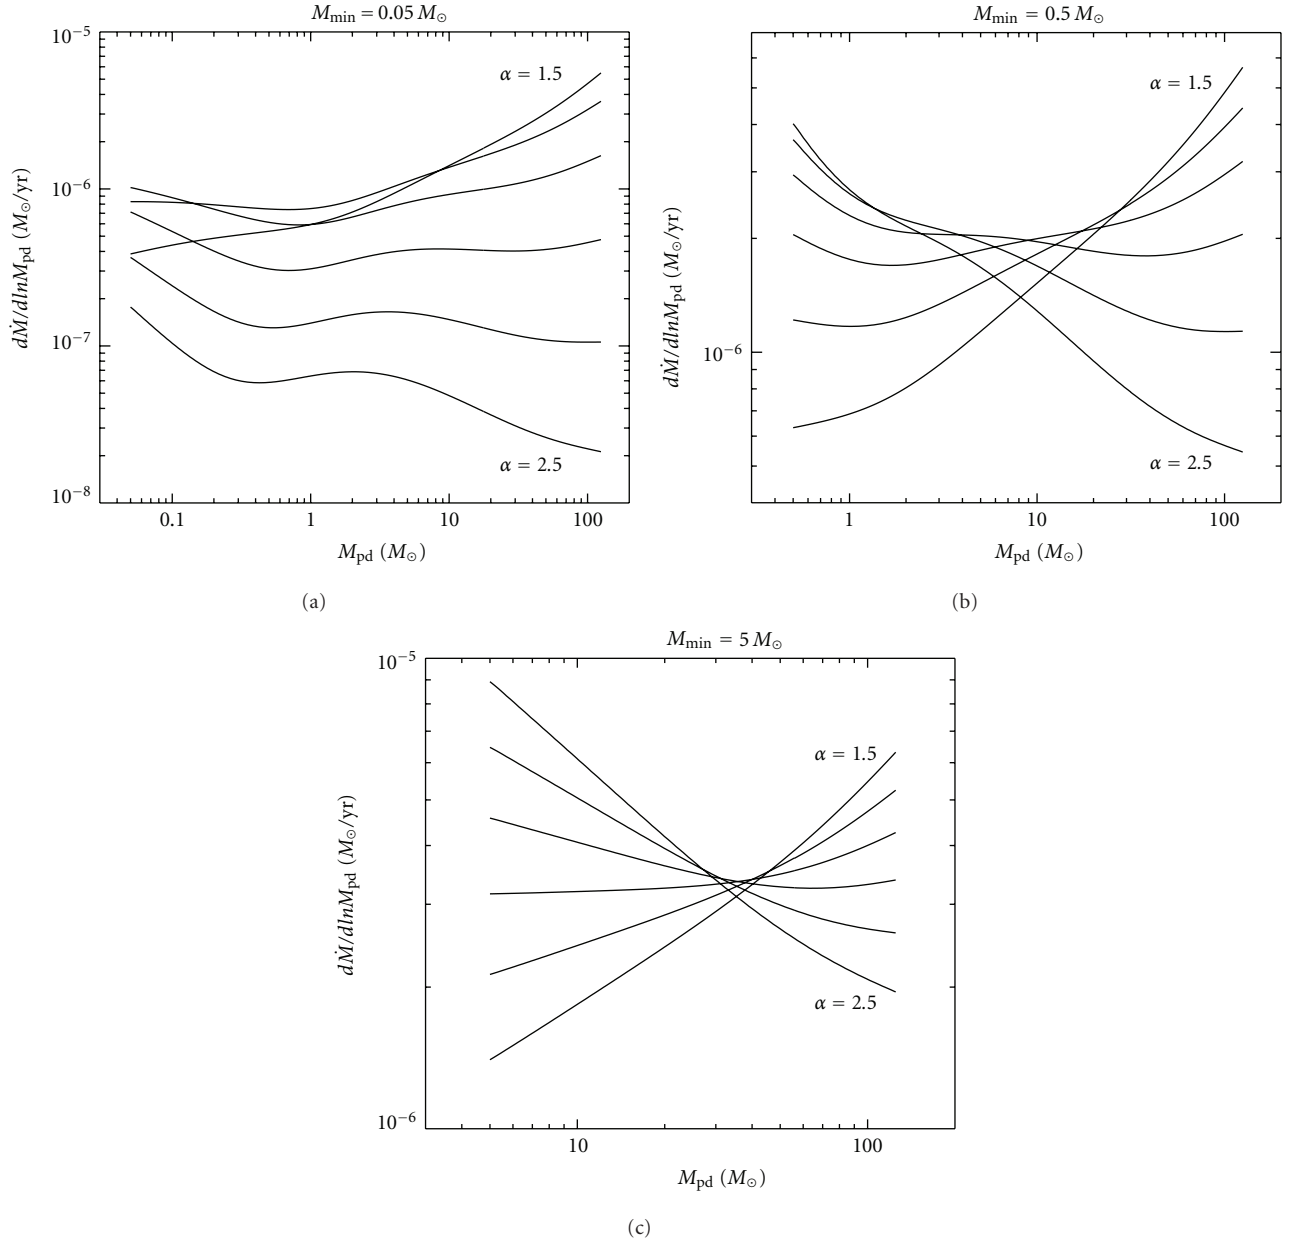 M_min = 0.05 M_⊙
10^−5
α = 1.5
10^−6
dṀ/dlnM_pd (M_⊙/yr)
10^−7
α = 2.5
10^−8
0.1 1 10 100
M_pd (M_⊙)
(a)
M_min = 0.5 M_⊙
α = 1.5
dṀ/dlnM_pd (M_⊙/yr)
10^−6
α = 2.5
1 10 100
M_pd (M_⊙)
(b)
M_min = 5 M_⊙
10^−5
α = 1.5
dṀ/dlnM_pd (M_⊙/yr)
α = 2.5
10^−6
10 100
M_pd (M_⊙)
(c)